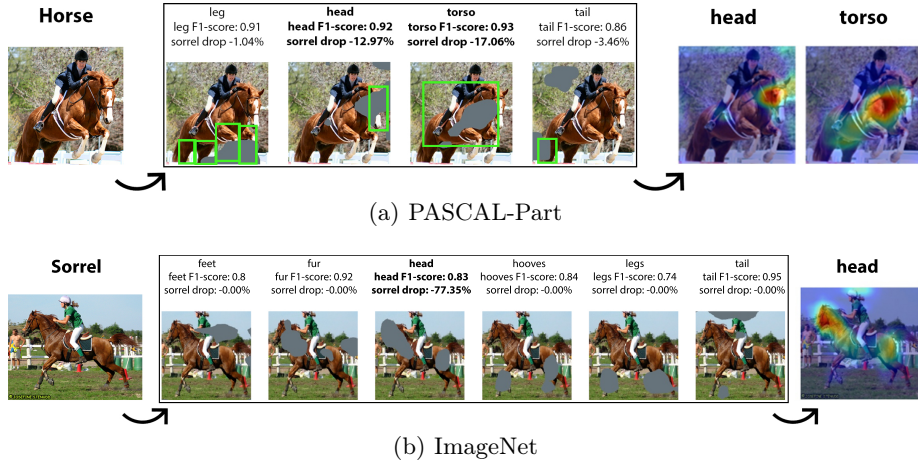 Horse
leg
leg F1-score: 0.91
sorrel drop -1.04%
head
head F1-score: 0.92
sorrel drop -12.97%
torso
torso F1-score: 0.93
sorrel drop -17.06%
tail
tail F1-score: 0.86
sorrel drop -3.46%
head
torso
(a) PASCAL-Part
Sorrel
feet
feet F1-score: 0.8
sorrel drop: -0.00%
fur
fur F1-score: 0.92
sorrel drop: -0.00%
head
head F1-score: 0.83
sorrel drop: -77.35%
hooves
hooves F1-score: 0.84
sorrel drop: -0.00%
legs
legs F1-score: 0.74
sorrel drop: -0.00%
tail
tail F1-score: 0.95
sorrel drop: -0.00%
head
(b) ImageNet